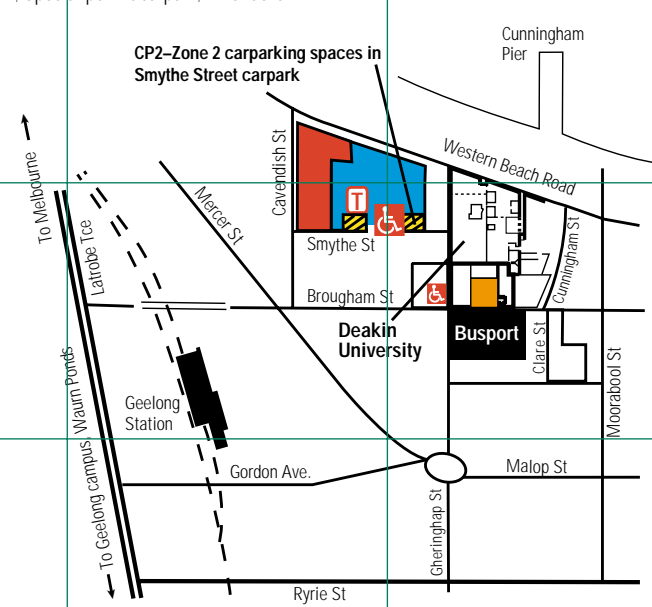 Cunningham
Pier
CP2–Zone 2 carparking spaces in
Smythe Street carpark
Western Beach Road
Cavendish St
To Melbourne
Mercer St
T
Latrobe Tce
Smythe St
Cunningham St
Brougham St
Deakin
University
Busport
Clare St
Moorabool St
To Geelong campus, Waurn Ponds
Geelong
Station
Gordon Ave.
Malop St
Gheringhap St
Ryrie St